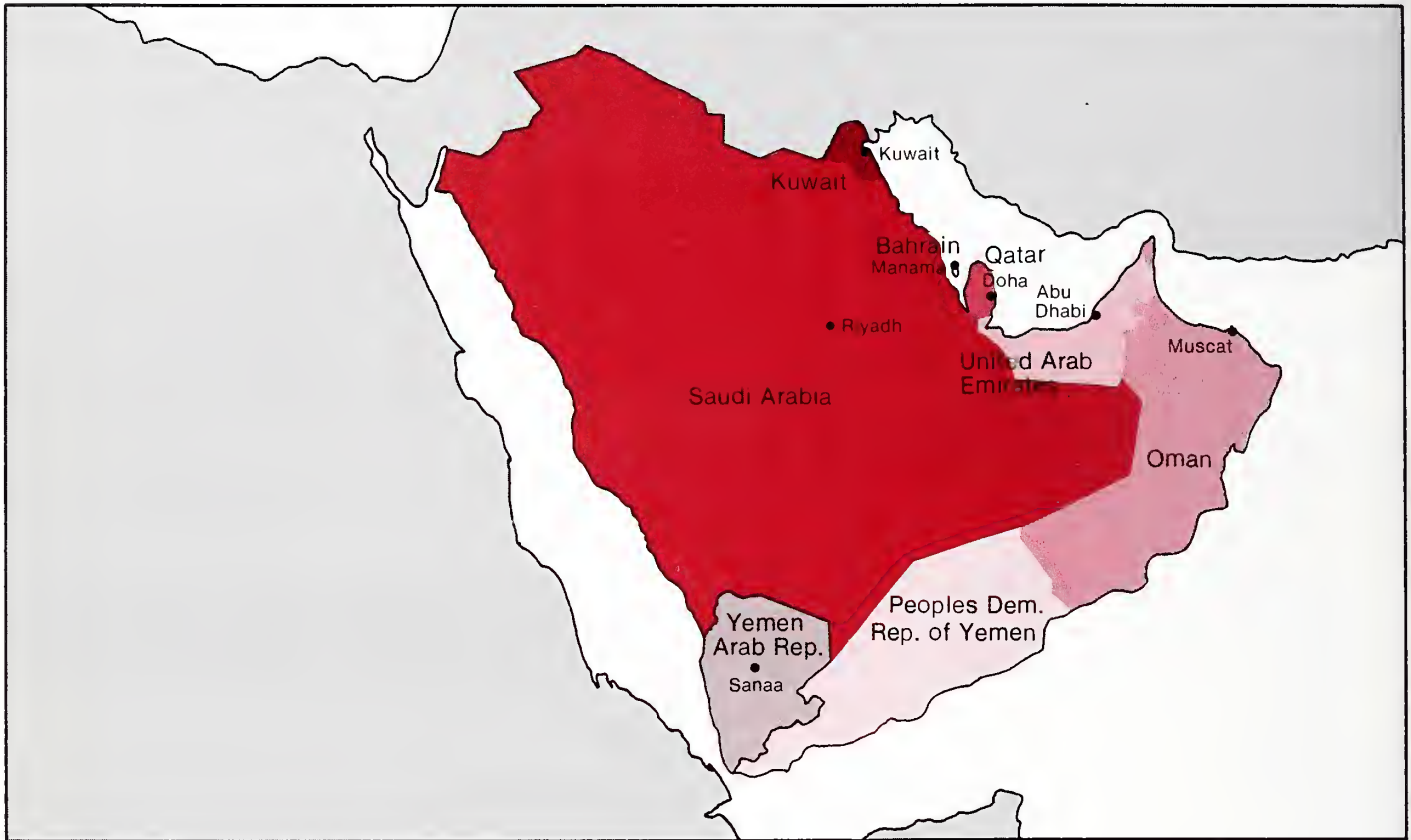 Kuwait
Kuwait
Bahrain
Manama
Qatar
Doha
Abu
Dhabi
Riyadh
Muscat
United Arab
Emirates
Saudi Arabia
Oman
Peoples Dem.
Rep. of Yemen
Yemen
Arab Rep.
Sanaa